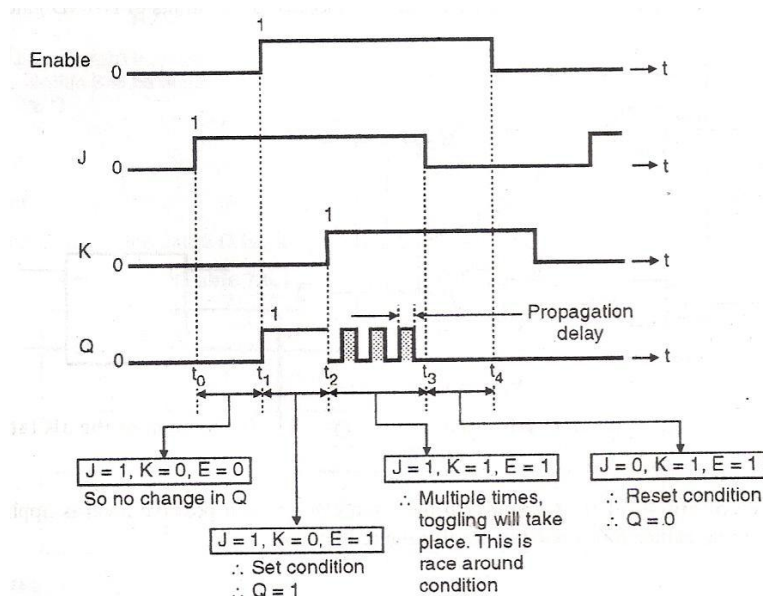 1
Enable 0 t
1
J 0 t
1
K 0 t
1
Propagation
delay
Q 0 t
t0 t1 t2 t3 t4
J = 1, K = 0, E = 0
So no change in Q
J = 1, K = 0, E = 1
∴ Set condition
∴ Q = 1
J = 1, K = 1, E = 1
∴ Multiple times,
toggling will take
place. This is
race around
condition
J = 0, K = 1, E = 1
∴ Reset condition
∴ Q = 0